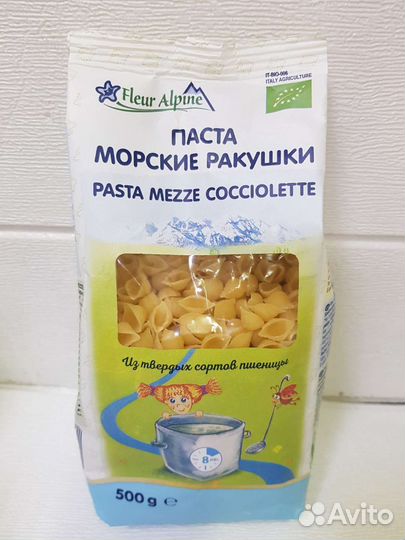 IT-BIO-006
ITALY AGRICULTURE
Fleur Alpine
ПАСТА
МОРСКИЕ РАКУШКИ
PASTA MEZZE COCCIOLETTE
Из твердых сортов пшеницы
8
500 g e
Avito